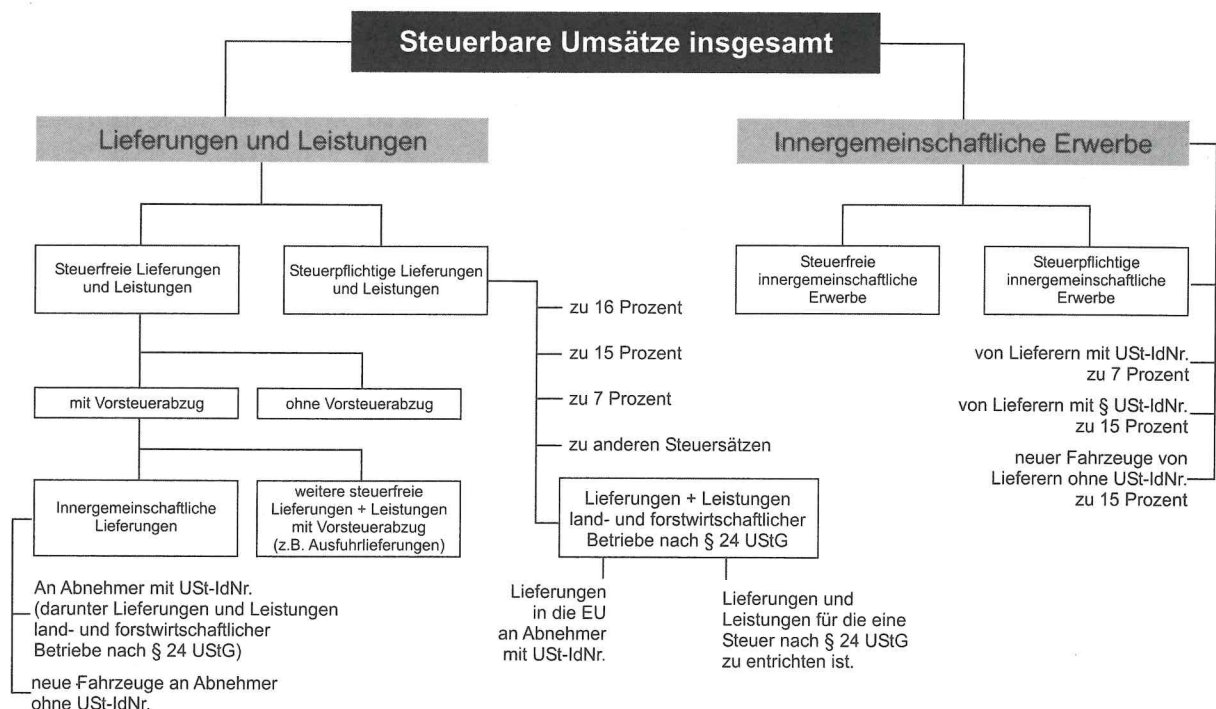 Steuerbare Umsätze insgesamt
Lieferungen und Leistungen
Innergemeinschaftliche Erwerbe
Steuerfreie Lieferungen
und Leistungen
Steuerpflichtige Lieferungen
und Leistungen
Steuerfreie
innergemeinschaftliche
Erwerbe
Steuerpflichtige
innergemeinschaftliche
Erwerbe
zu 16 Prozent
zu 15 Prozent
zu 7 Prozent
zu anderen Steuersätzen
von Lieferern mit USt-IdNr.
zu 7 Prozent
von Lieferern mit § USt-IdNr.
zu 15 Prozent
neuer Fahrzeuge von
Lieferern ohne USt-IdNr.
zu 15 Prozent
mit Vorsteuerabzug
ohne Vorsteuerabzug
Innergemeinschaftliche
Lieferungen
weitere steuerfreie
Lieferungen + Leistungen
mit Vorsteuerabzug
(z.B. Ausfuhrlieferungen)
Lieferungen + Leistungen
land- und forstwirtschaftlicher
Betriebe nach § 24 UStG
An Abnehmer mit USt-IdNr.
(darunter Lieferungen und Leistungen
land- und forstwirtschaftlicher
Betriebe nach § 24 UStG)
neue Fahrzeuge an Abnehmer
ohne USt-IdNr.
Lieferungen
in die EU
an Abnehmer
mit USt-IdNr.
Lieferungen und
Leistungen für die eine
Steuer nach § 24 UStG
zu entrichten ist.